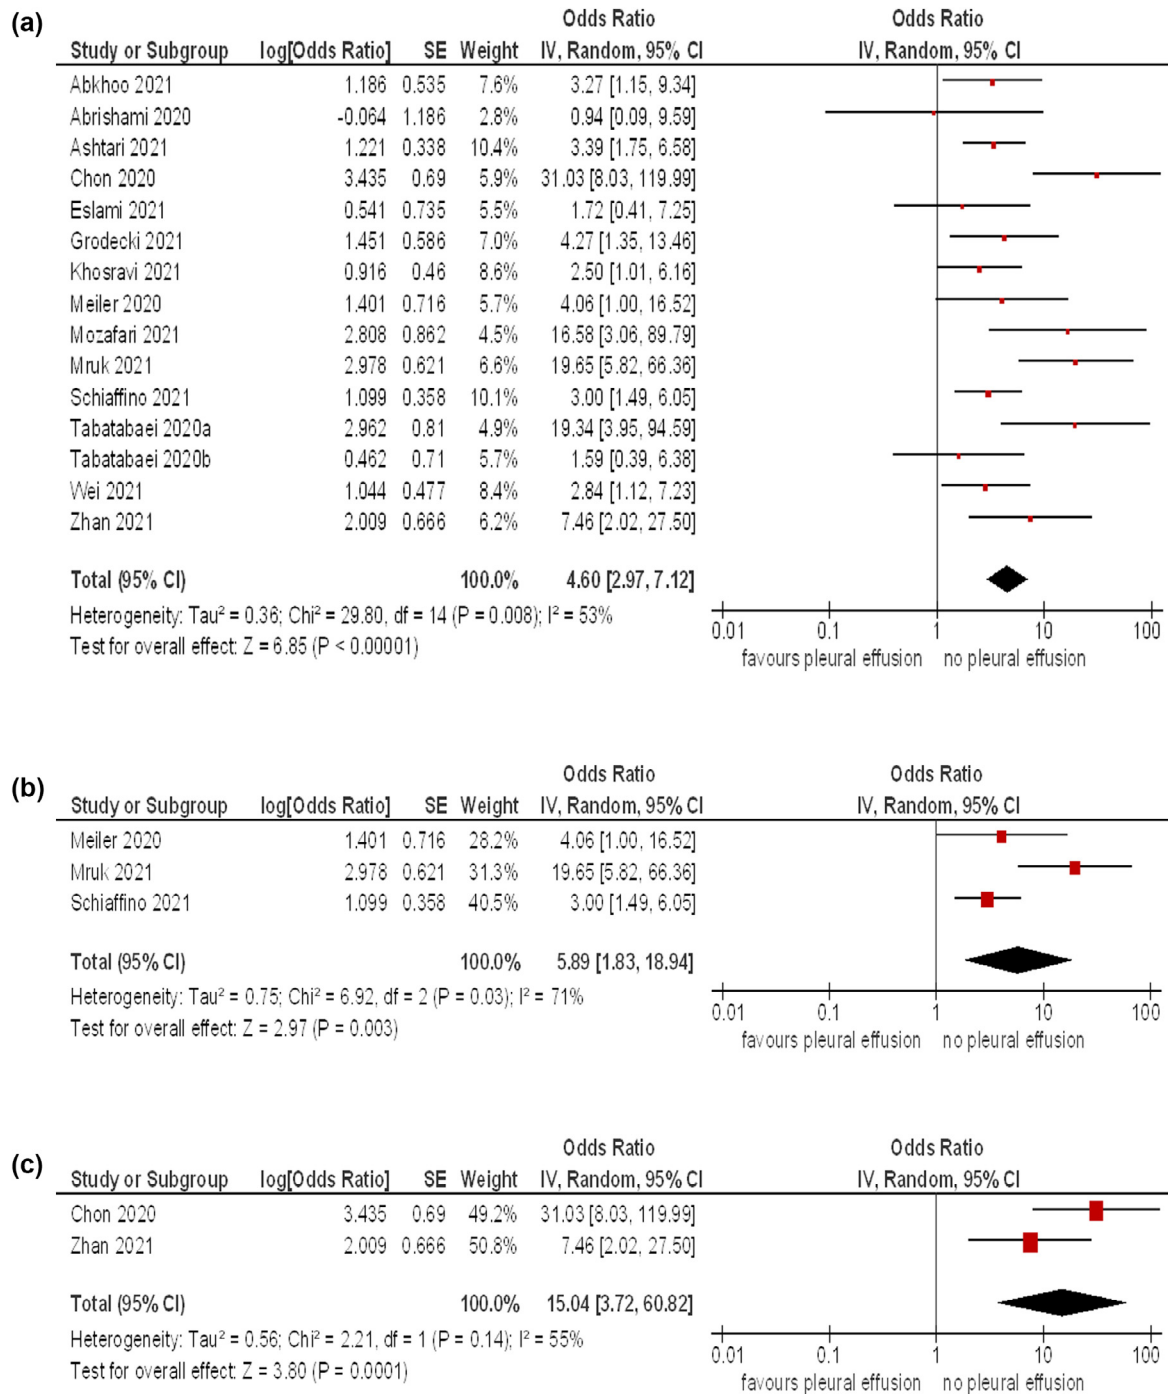 (a)
Odds Ratio Odds Ratio
Study or Subgroup log[Odds Ratio] SE Weight IV, Random, 95% CI IV, Random, 95% CI
Abkhoo 2021 1.186 0.535 7.6% 3.27 [1.15, 9.34]
Abrishami 2020 -0.064 1.186 2.8% 0.94 [0.09, 9.59]
Ashtari 2021 1.221 0.338 10.4% 3.39 [1.75, 6.58]
Chon 2020 3.435 0.69 5.9% 31.03 [8.03, 119.99]
Eslami 2021 0.541 0.735 5.5% 1.72 [0.41, 7.25]
Grodecki 2021 1.451 0.586 7.0% 4.27 [1.35, 13.46]
Khosravi 2021 0.916 0.46 8.6% 2.50 [1.01, 6.16]
Meiler 2020 1.401 0.716 5.7% 4.06 [1.00, 16.52]
Mozafari 2021 2.808 0.862 4.5% 16.58 [3.06, 89.79]
Mruk 2021 2.978 0.621 6.6% 19.65 [5.82, 66.36]
Schiaffino 2021 1.099 0.358 10.1% 3.00 [1.49, 6.05]
Tabatabaei 2020a 2.962 0.81 4.9% 19.34 [3.95, 94.59]
Tabatabaei 2020b 0.462 0.71 5.7% 1.59 [0.39, 6.38]
Wei 2021 1.044 0.477 8.4% 2.84 [1.12, 7.23]
Zhan 2021 2.009 0.666 6.2% 7.46 [2.02, 27.50]
Total (95% CI) 100.0% 4.60 [2.97, 7.12]
Heterogeneity: Tau² = 0.36; Chi² = 29.80, df = 14 (P = 0.008); I² = 53%
Test for overall effect: Z = 6.85 (P < 0.00001)
0.01 0.1 1 10 100
favours pleural effusion no pleural effusion
(b)
Odds Ratio Odds Ratio
Study or Subgroup log[Odds Ratio] SE Weight IV, Random, 95% CI IV, Random, 95% CI
Meiler 2020 1.401 0.716 28.2% 4.06 [1.00, 16.52]
Mruk 2021 2.978 0.621 31.3% 19.65 [5.82, 66.36]
Schiaffino 2021 1.099 0.358 40.5% 3.00 [1.49, 6.05]
Total (95% CI) 100.0% 5.89 [1.83, 18.94]
Heterogeneity: Tau² = 0.75; Chi² = 6.92, df = 2 (P = 0.03); I² = 71%
Test for overall effect: Z = 2.97 (P = 0.003)
0.01 0.1 1 10 100
favours pleural effusion no pleural effusion
(c)
Odds Ratio Odds Ratio
Study or Subgroup log[Odds Ratio] SE Weight IV, Random, 95% CI IV, Random, 95% CI
Chon 2020 3.435 0.69 49.2% 31.03 [8.03, 119.99]
Zhan 2021 2.009 0.666 50.8% 7.46 [2.02, 27.50]
Total (95% CI) 100.0% 15.04 [3.72, 60.82]
Heterogeneity: Tau² = 0.56; Chi² = 2.21, df = 1 (P = 0.14); I² = 55%
Test for overall effect: Z = 3.80 (P = 0.0001)
0.01 0.1 1 10 100
favours pleural effusion no pleural effusion